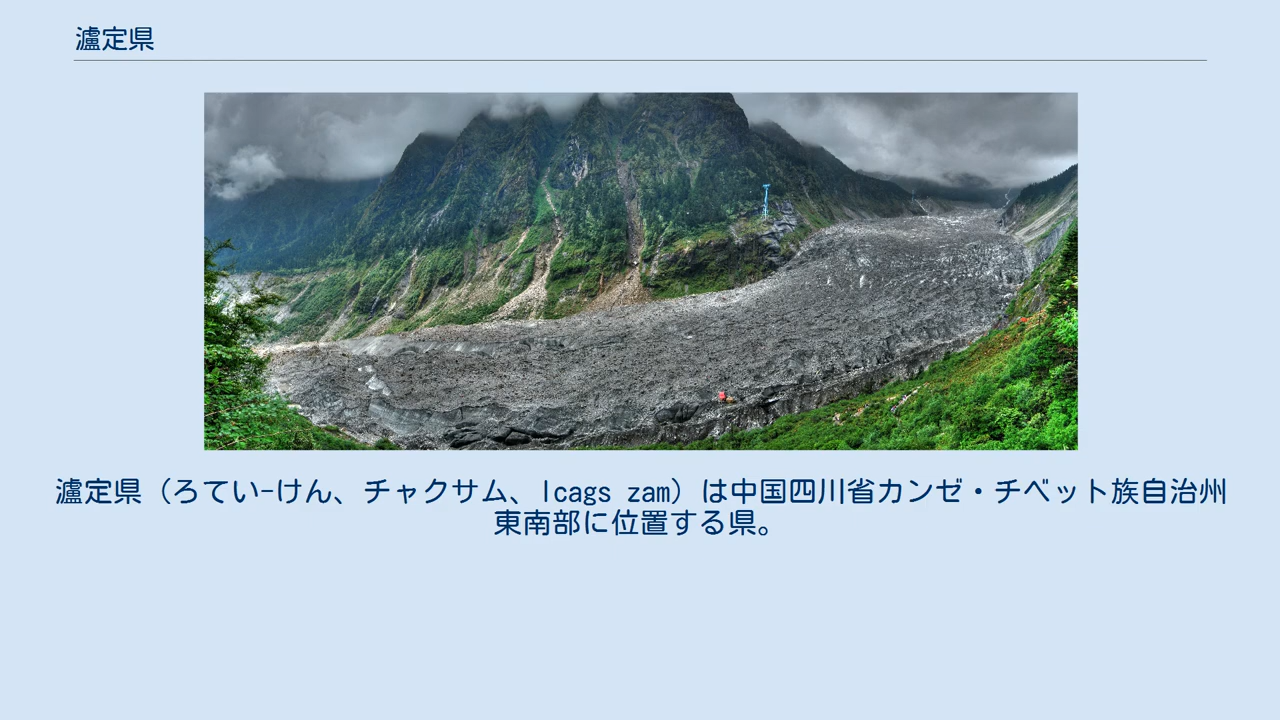 瀘定県
瀘定県（ろてい-けん、チャクサム、lcags zam）は中国四川省カンゼ・チベット族自治州
東南部に位置する県。